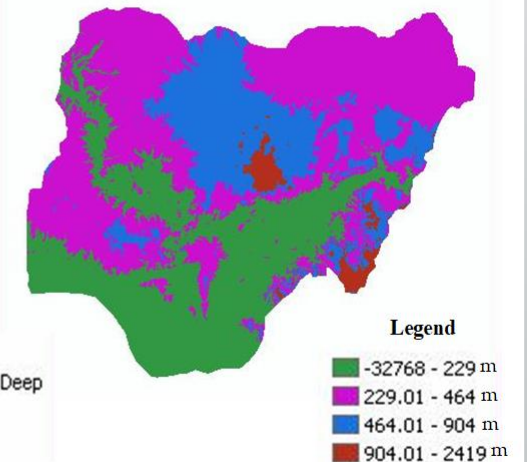 Deep
Legend
-32768 - 229 m
229.01 - 464 m
464.01 - 904 m
904.01 - 2419 m